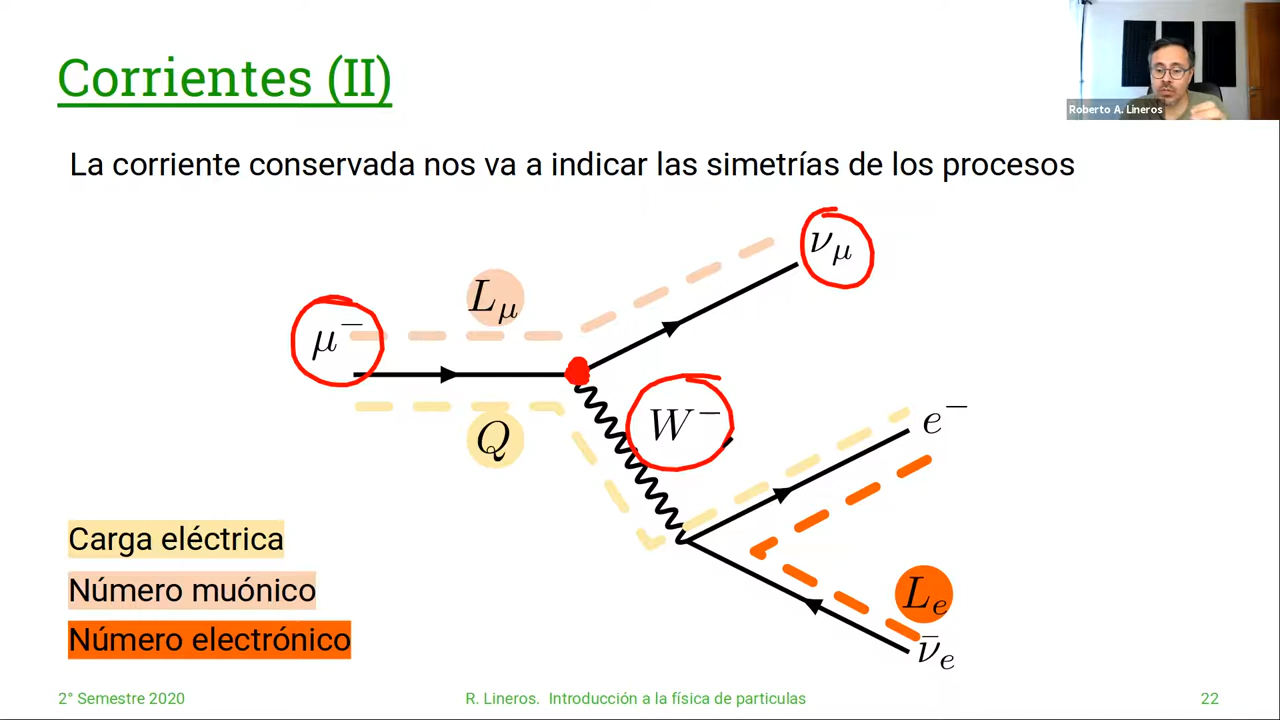 Corrientes (II)
Roberto A. Lineros
La corriente conservada nos va a indicar las simetrías de los procesos
ν_μ
L_μ
μ⁻
W⁻
Q
e⁻
Carga eléctrica
Número muónico
L_e
Número electrónico
ν̄_e
2° Semestre 2020
R. Lineros. Introducción a la física de particulas
22